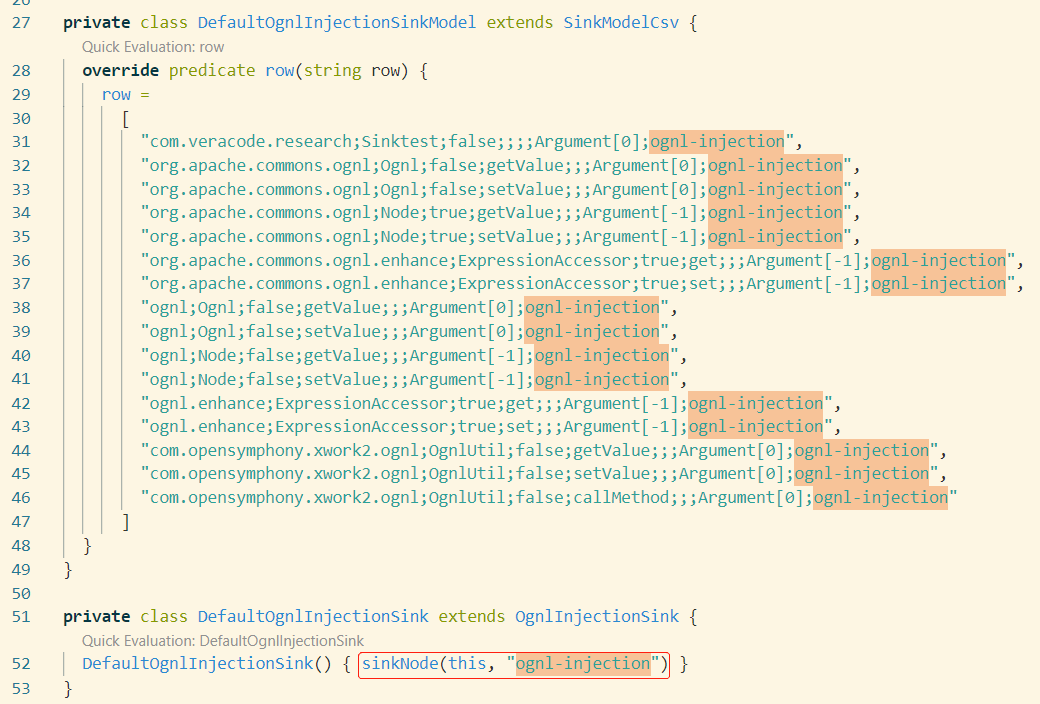 27 private class DefaultOgnlInjectionSinkModel extends SinkModelCsv {
Quick Evaluation: row
28 override predicate row(string row) {
29 row =
30 [
31 "com.veracode.research;Sinktest;false;;;;Argument[0];ognl-injection",
32 "org.apache.commons.ognl;Ognl;false;getValue;;;Argument[0];ognl-injection",
33 "org.apache.commons.ognl;Ognl;false;setValue;;;Argument[0];ognl-injection",
34 "org.apache.commons.ognl;Node;true;getValue;;;Argument[-1];ognl-injection",
35 "org.apache.commons.ognl;Node;true;setValue;;;Argument[-1];ognl-injection",
36 "org.apache.commons.ognl.enhance;ExpressionAccessor;true;get;;;Argument[-1];ognl-injection",
37 "org.apache.commons.ognl.enhance;ExpressionAccessor;true;set;;;Argument[-1];ognl-injection",
38 "ognl;Ognl;false;getValue;;;Argument[0];ognl-injection",
39 "ognl;Ognl;false;setValue;;;Argument[0];ognl-injection",
40 "ognl;Node;false;getValue;;;Argument[-1];ognl-injection",
41 "ognl;Node;false;setValue;;;Argument[-1];ognl-injection",
42 "ognl.enhance;ExpressionAccessor;true;get;;;Argument[-1];ognl-injection",
43 "ognl.enhance;ExpressionAccessor;true;set;;;Argument[-1];ognl-injection",
44 "com.opensymphony.xwork2.ognl;OgnlUtil;false;getValue;;;Argument[0];ognl-injection",
45 "com.opensymphony.xwork2.ognl;OgnlUtil;false;setValue;;;Argument[0];ognl-injection",
46 "com.opensymphony.xwork2.ognl;OgnlUtil;false;callMethod;;;Argument[0];ognl-injection"
47 ]
48 }
49 }
50
51 private class DefaultOgnlInjectionSink extends OgnlInjectionSink {
Quick Evaluation: DefaultOgnlInjectionSink
52 DefaultOgnlInjectionSink() { sinkNode(this, "ognl-injection") }
53 }